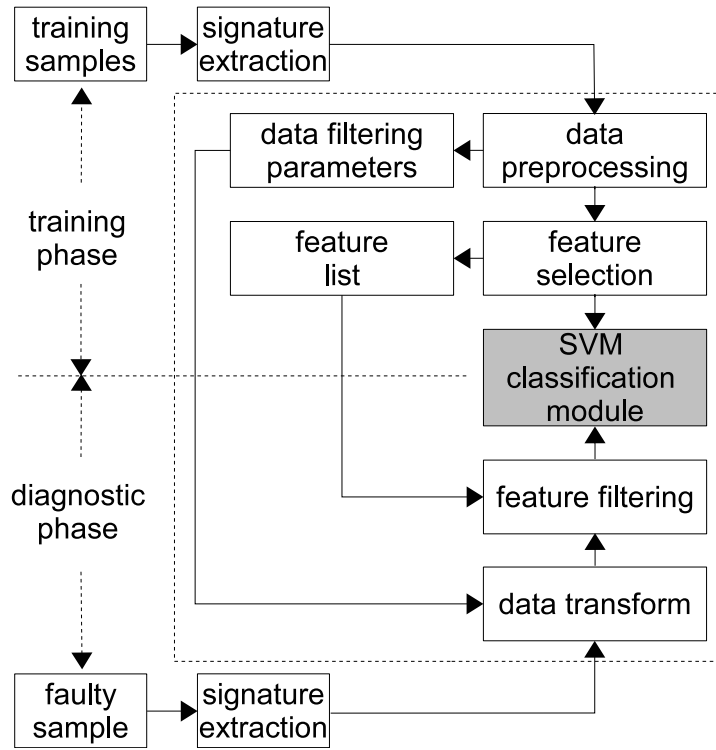 training
samples
signature
extraction
data filtering
parameters
data
preprocessing
training
phase
feature
list
feature
selection
SVM
classification
module
diagnostic
phase
feature filtering
data transform
faulty
sample
signature
extraction